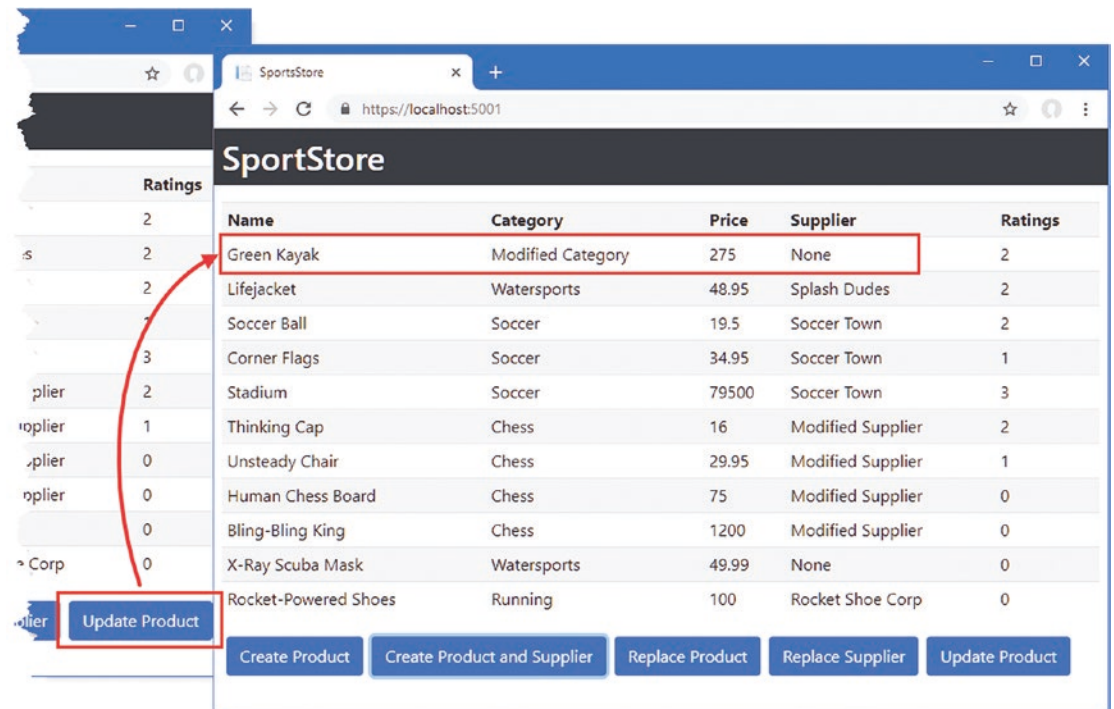 Ratings
2
2
2
3
plier 2
1
0
0
0
Corp 0
Update Product
SportsStore
https://localhost:5001
SportStore
Name Category Price Supplier Ratings
Green Kayak Modified Category 275 None 2
Lifejacket Watersports 48.95 Splash Dudes 2
Soccer Ball Soccer 19.5 Soccer Town 2
Corner Flags Soccer 34.95 Soccer Town 1
Stadium Soccer 79500 Soccer Town 3
Thinking Cap Chess 16 Modified Supplier 2
Unsteady Chair Chess 29.95 Modified Supplier 1
Human Chess Board Chess 75 Modified Supplier 0
Bling-Bling King Chess 1200 Modified Supplier 0
X-Ray Scuba Mask Watersports 49.99 None 0
Rocket-Powered Shoes Running 100 Rocket Shoe Corp 0
Create Product Create Product and Supplier Replace Product Replace Supplier Update Product